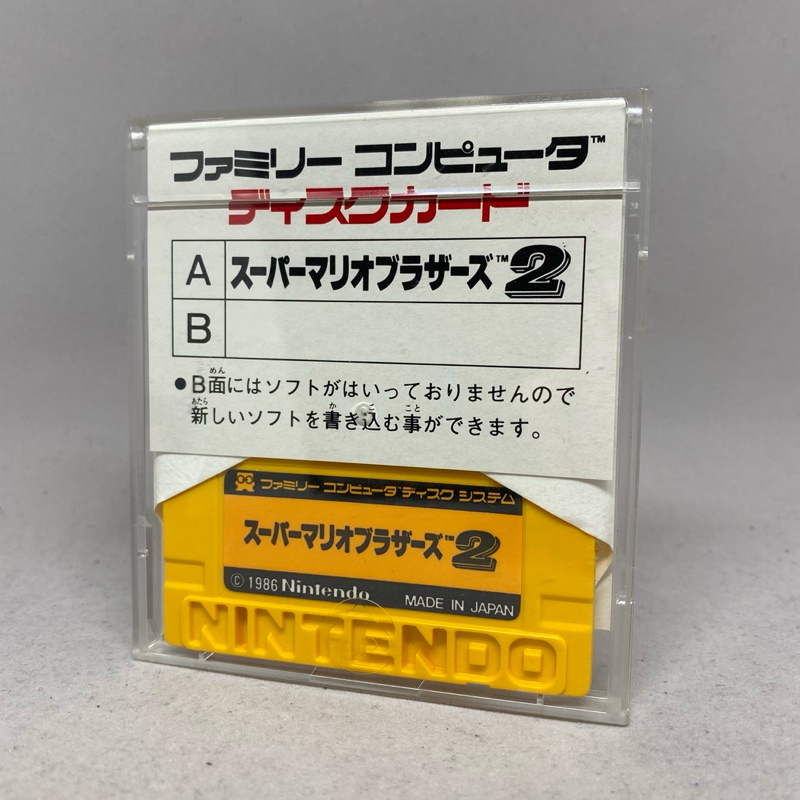 ファミリー コンピュータ™
ディスクカード
A スーパーマリオブラザーズ™2
B
●B面にはソフトがはいっておりませんので
新しいソフトを書き込む事ができます。
ファミリー コンピュータ ディスク システム
スーパーマリオブラザーズ™2
© 1986 Nintendo MADE IN JAPAN
NINTENDO